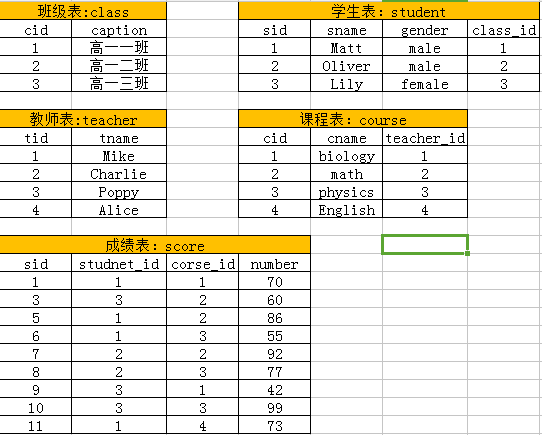 班级表:class
cid caption
1 高一一班
2 高一二班
3 高一三班
学生表: student
sid sname gender class_id
1 Matt male 1
2 Oliver male 2
3 Lily female 3
教师表:teacher
tid tname
1 Mike
2 Charlie
3 Poppy
4 Alice
课程表: course
cid cname teacher_id
1 biology 1
2 math 2
3 physics 3
4 English 4
成绩表: score
sid studnet_id corse_id number
1 1 1 70
3 3 2 60
5 1 2 86
6 1 3 55
7 2 2 92
8 2 3 77
9 3 1 42
10 3 3 99
11 1 4 73